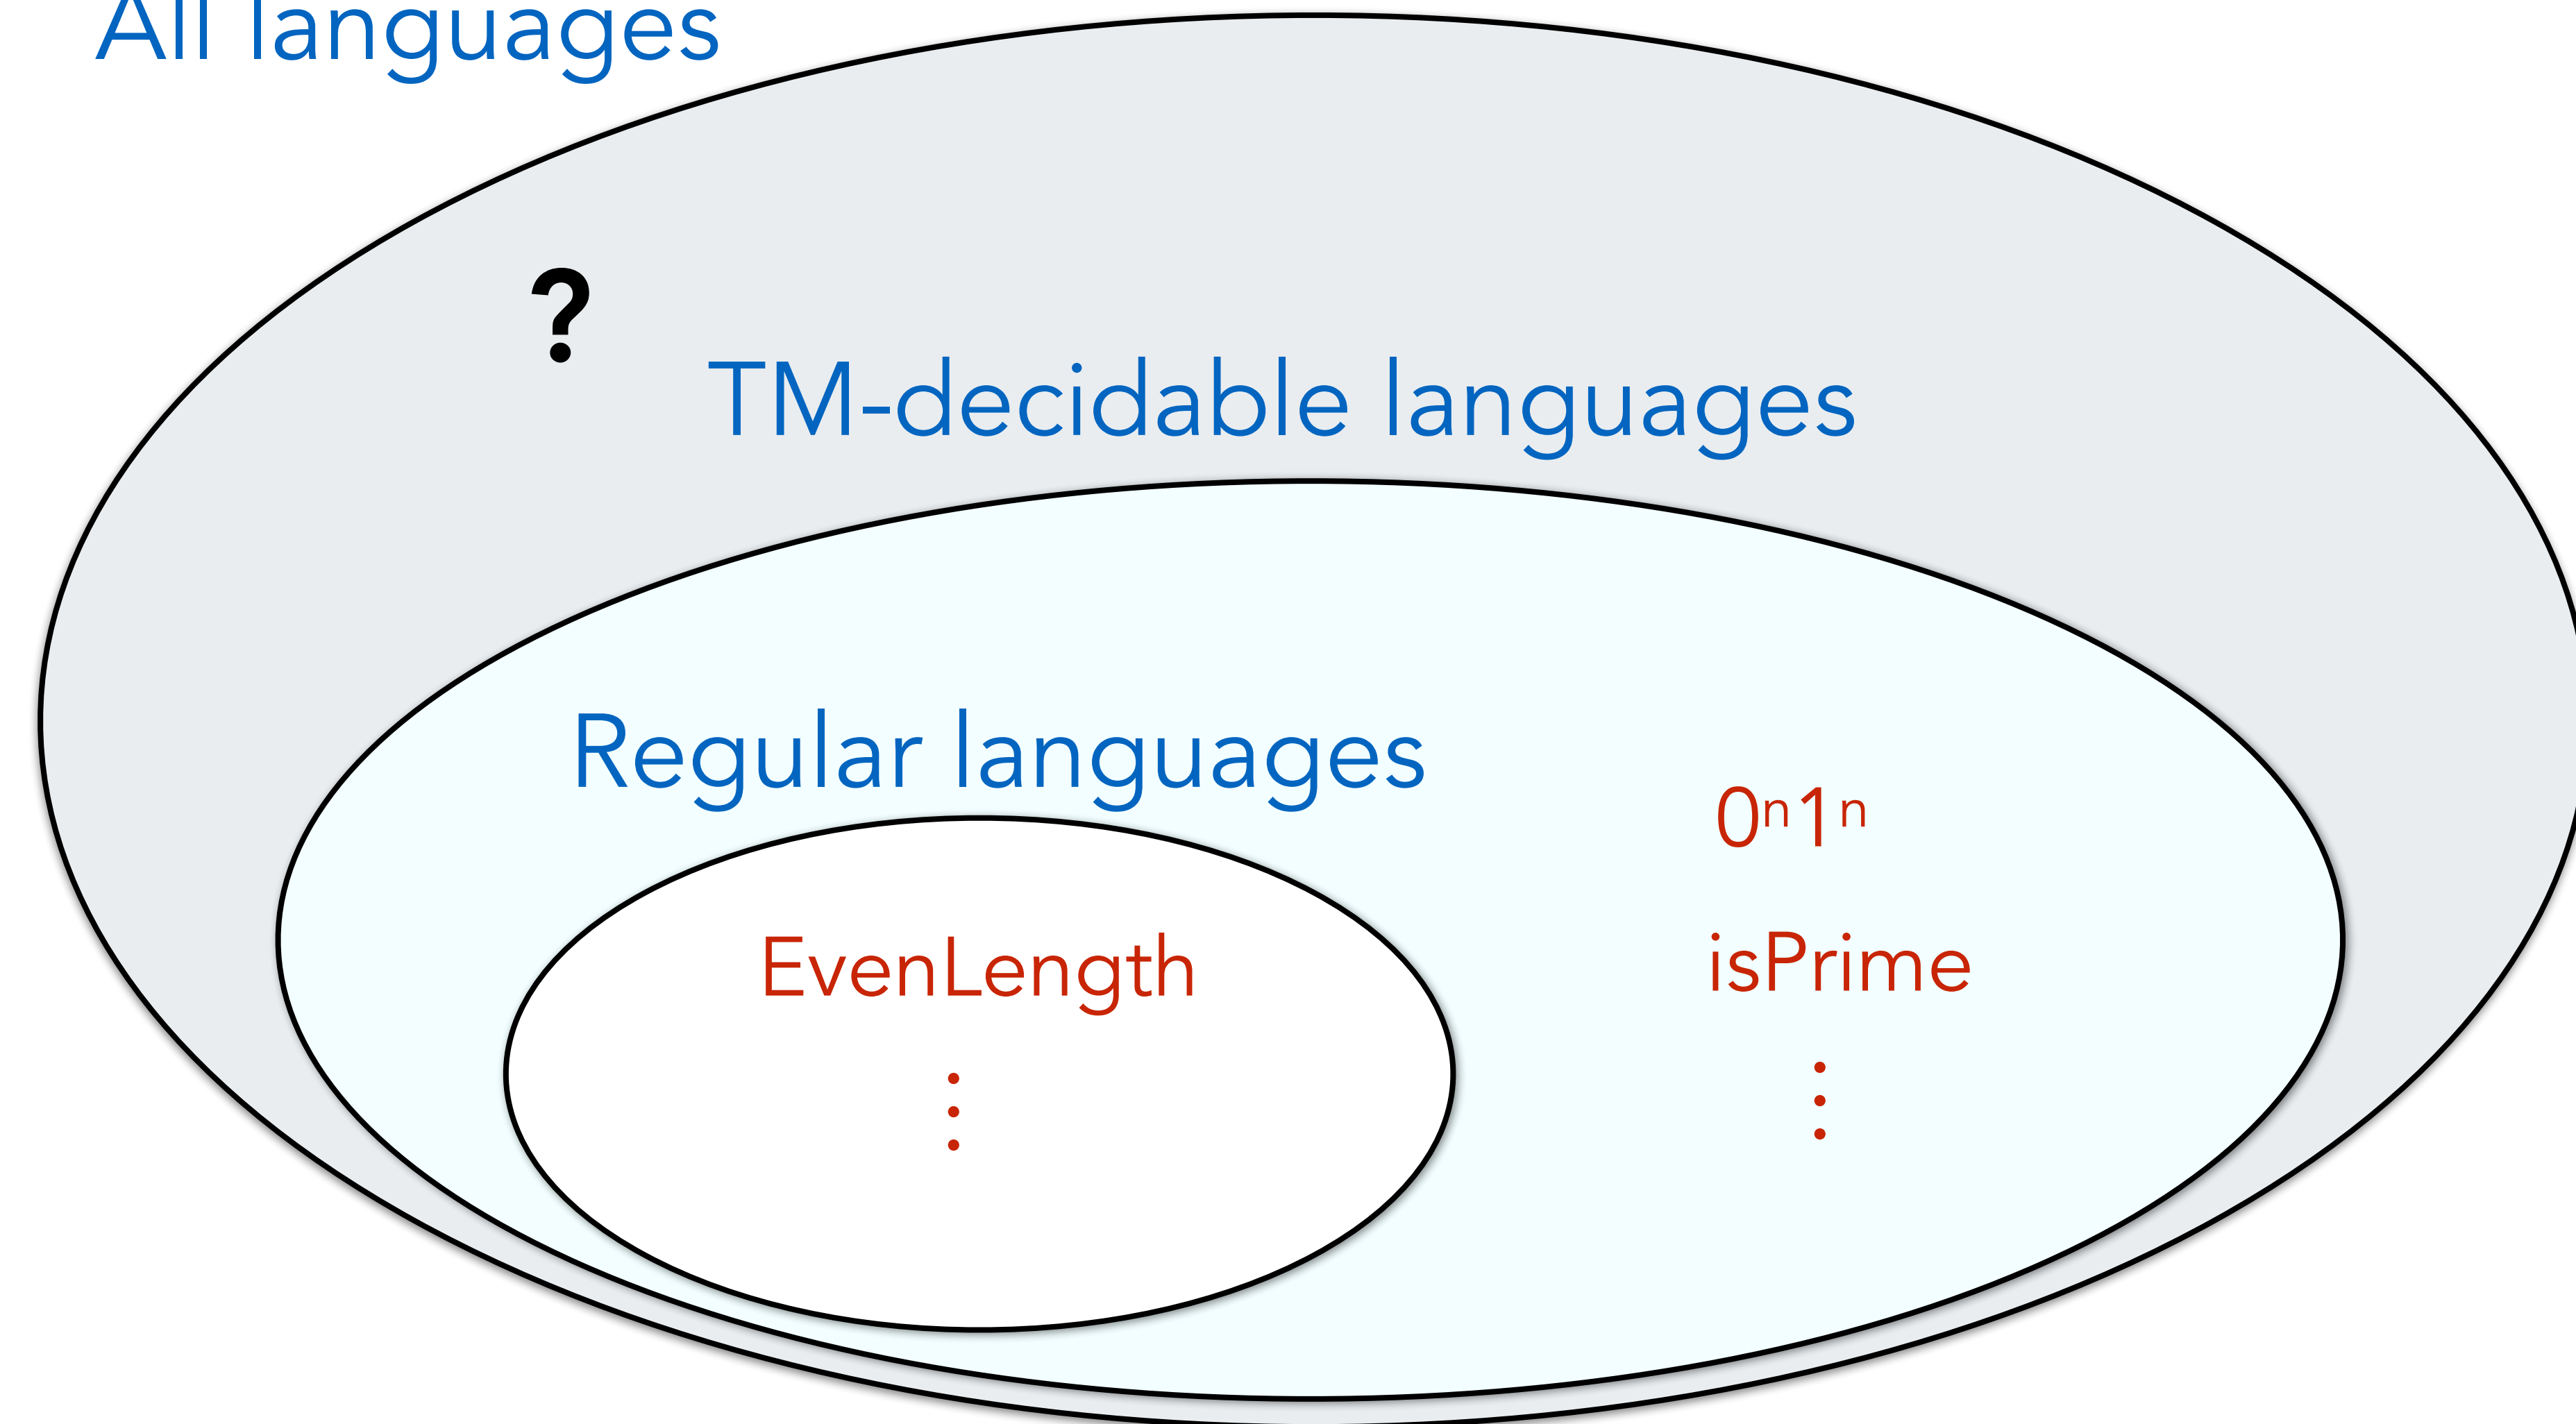 All languages
?
TM-decidable languages
Regular languages
0ⁿ1ⁿ
EvenLength
isPrime
⋮
⋮